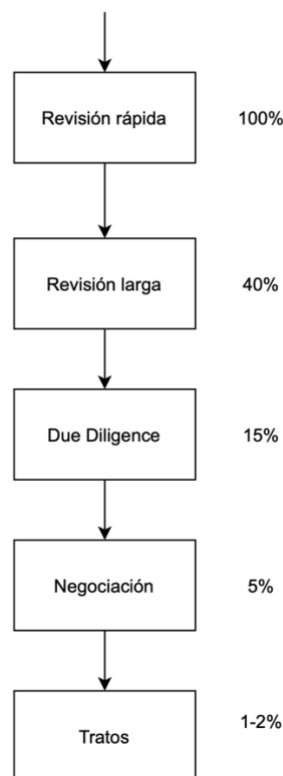 Revisión rápida 100%
Revisión larga 40%
Due Diligence 15%
Negociación 5%
Tratos 1-2%